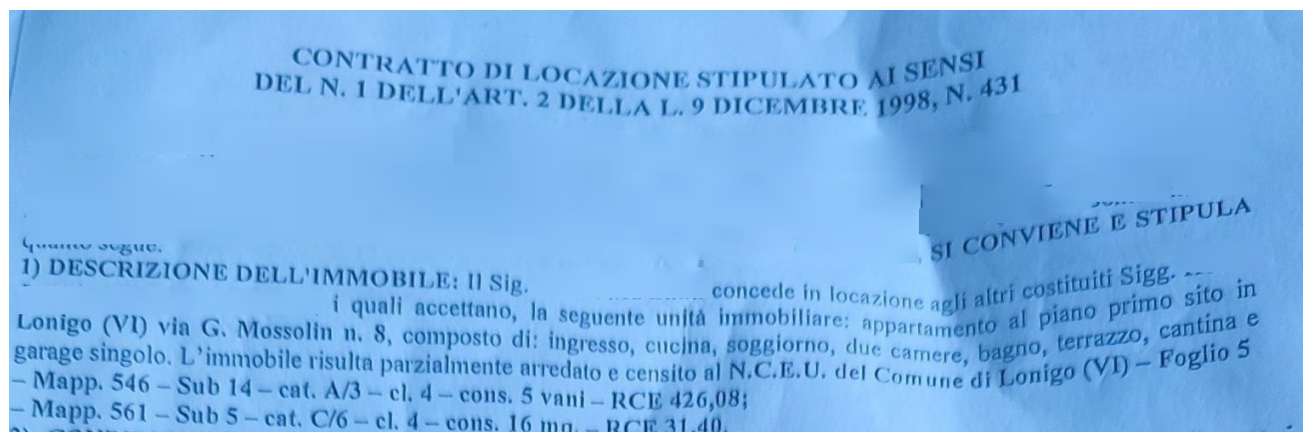 CONTRATTO DI LOCAZIONE STIPULATO AI SENSI
DEL N. 1 DELL'ART. 2 DELLA L. 9 DICEMBRE 1998, N. 431
SI CONVIENE E STIPULA
quanto segue.
1) DESCRIZIONE DELL'IMMOBILE: Il Sig. concede in locazione agli altri costituiti Sigg.
i quali accettano, la seguente unità immobiliare: appartamento al piano primo sito in
Lonigo (VI) via G. Mossolin n. 8, composto di: ingresso, cucina, soggiorno, due camere, bagno, terrazzo, cantina e
garage singolo. L'immobile risulta parzialmente arredato e censito al N.C.E.U. del Comune di Lonigo (VI) – Foglio 5
– Mapp. 546 – Sub 14 – cat. A/3 – cl. 4 – cons. 5 vani – RCE 426,08;
– Mapp. 561 – Sub 5 – cat. C/6 – cl. 4 – cons. 16 mq. – RCE 31,40.